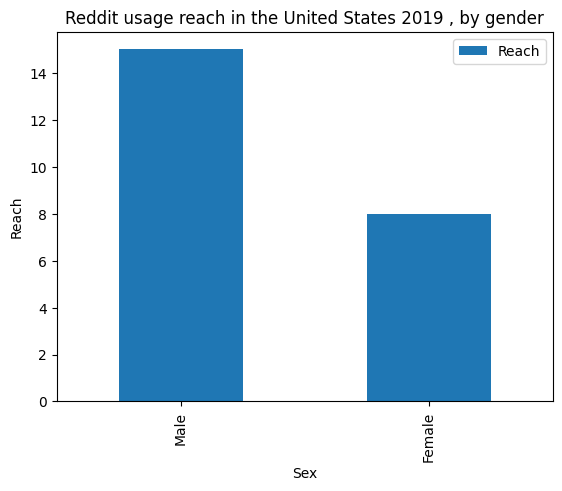 Reddit usage reach in the United States 2019 , by gender
Reach
14
12
10
8
6
4
2
0
Reach
Male
Female
Sex